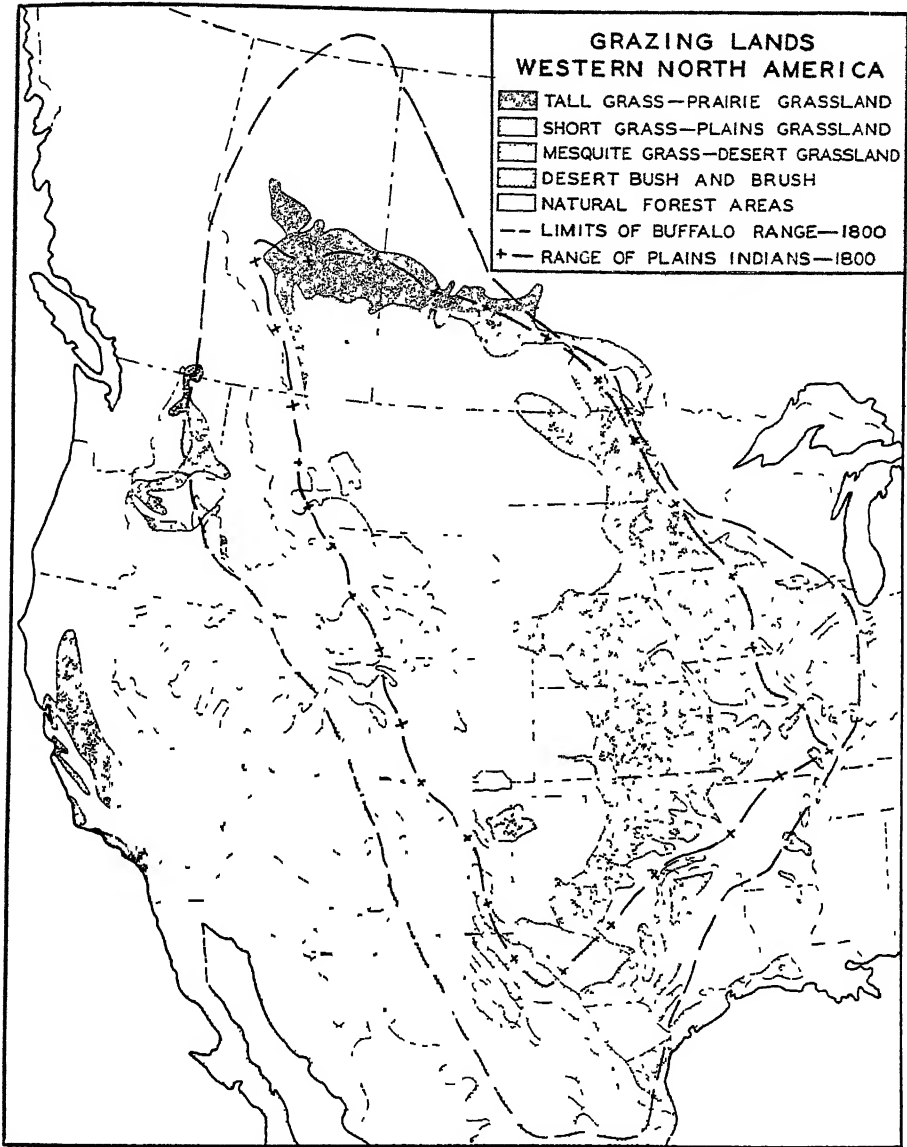 GRAZING LANDS
WESTERN NORTH AMERICA
TALL GRASS—PRAIRIE GRASSLAND
SHORT GRASS—PLAINS GRASSLAND
MESQUITE GRASS—DESERT GRASSLAND
DESERT BUSH AND BRUSH
NATURAL FOREST AREAS
LIMITS OF BUFFALO RANGE—1800
RANGE OF PLAINS INDIANS—1800